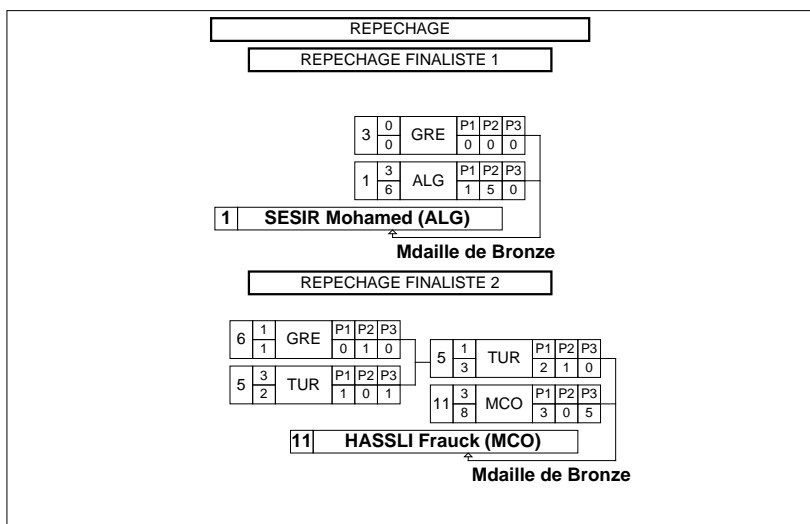 REPECHAGE
REPECHAGE FINALISTE 1
3 0 GRE P1 P2 P3
0 0 0 0
1 3 ALG P1 P2 P3
6 1 5 0
1 SESIR Mohamed (ALG)
Mdaille de Bronze
REPECHAGE FINALISTE 2
6 1 GRE P1 P2 P3
1 0 1 0
5 3 TUR P1 P2 P3
2 1 0 1
5 1 TUR P1 P2 P3
3 2 1 0
11 3 MCO P1 P2 P3
8 3 0 5
11 HASSLI Frauck (MCO)
Mdaille de Bronze